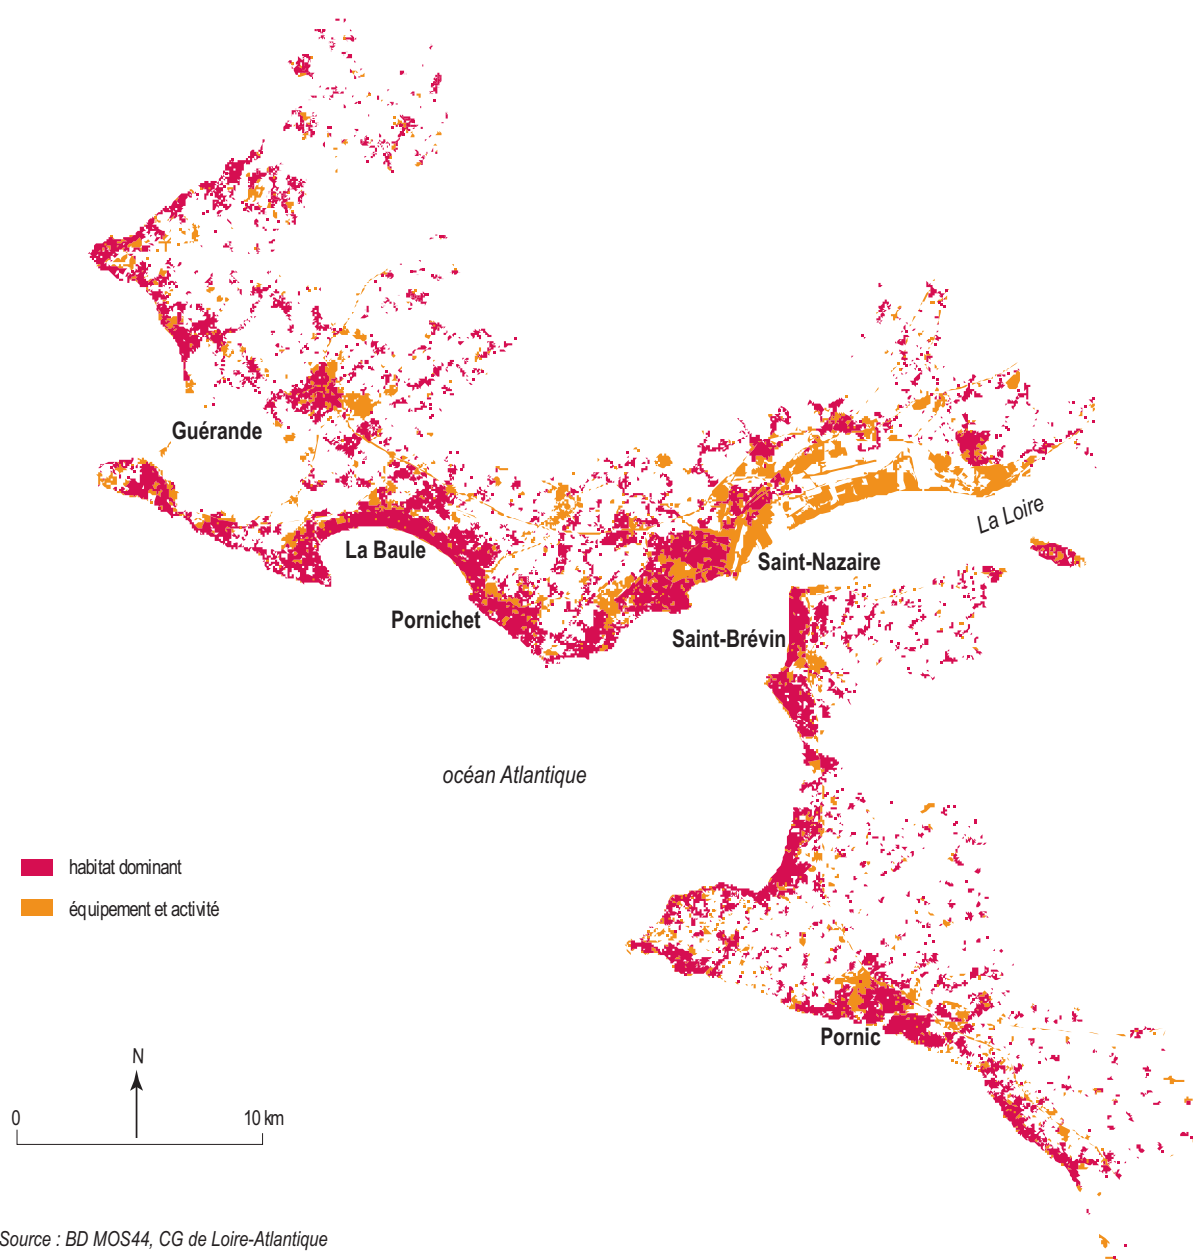 Guérande
La Loire
La Baule
Saint-Nazaire
Pornichet
Saint-Brévin
océan Atlantique
habitat dominant
équipement et activité
Pornic
N
0 10 km
Source : BD MOS44, CG de Loire-Atlantique